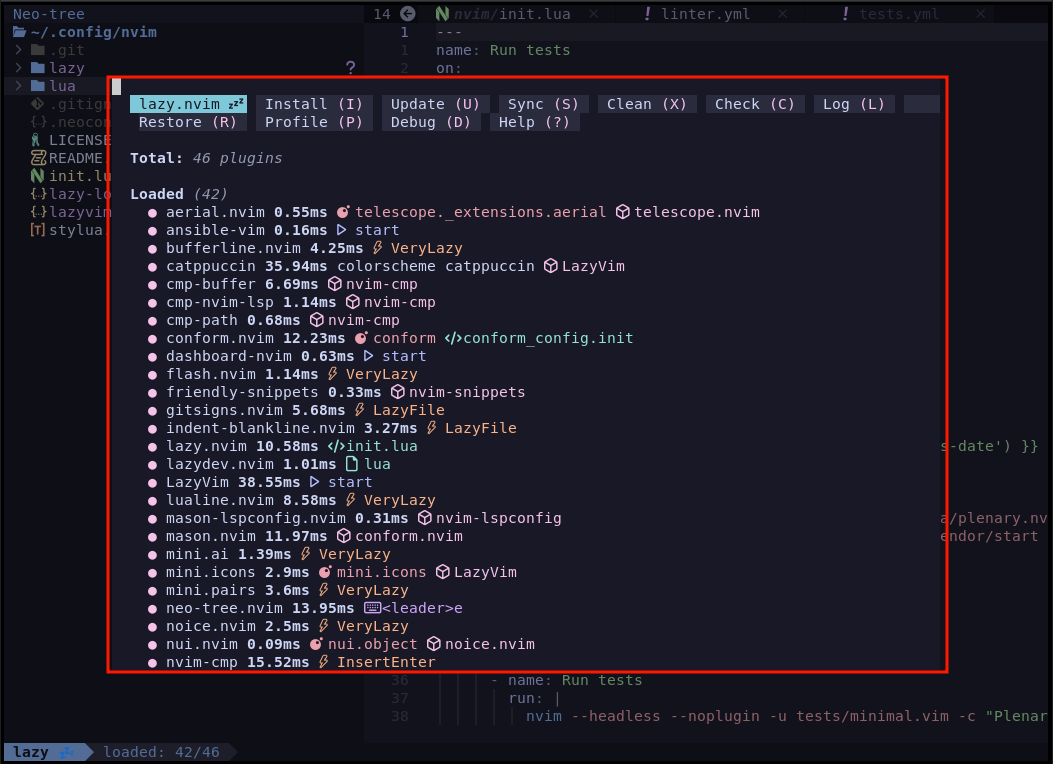 Neo-tree
14 nvim/init.lua × ! linter.yml × ! tests.yml ×
~/.config/nvim
1 ---
.git
1 name: Run tests
lazy ?
2 on:
lua
.gitign
.neocon
LICENSE
README.
init.lu
lazy-lo
lazyvim
stylua.
lazy.nvim 💤 Install (I) Update (U) Sync (S) Clean (X) Check (C) Log (L)
Restore (R) Profile (P) Debug (D) Help (?)
Total: 46 plugins
Loaded (42)
● aerial.nvim 0.55ms telescope._extensions.aerial telescope.nvim
● ansible-vim 0.16ms start
● bufferline.nvim 4.25ms VeryLazy
● catppuccin 35.94ms colorscheme catppuccin LazyVim
● cmp-buffer 6.69ms nvim-cmp
● cmp-nvim-lsp 1.14ms nvim-cmp
● cmp-path 0.68ms nvim-cmp
● conform.nvim 12.23ms conform </>conform_config.init
● dashboard-nvim 0.63ms start
● flash.nvim 1.14ms VeryLazy
● friendly-snippets 0.33ms nvim-snippets
● gitsigns.nvim 5.68ms LazyFile
● indent-blankline.nvim 3.27ms LazyFile
● lazy.nvim 10.58ms </>init.lua
● lazydev.nvim 1.01ms lua
● LazyVim 38.55ms start
● lualine.nvim 8.58ms VeryLazy
● mason-lspconfig.nvim 0.31ms nvim-lspconfig
● mason.nvim 11.97ms conform.nvim
● mini.ai 1.39ms VeryLazy
● mini.icons 2.9ms mini.icons LazyVim
● mini.pairs 3.6ms VeryLazy
● neo-tree.nvim 13.95ms <leader>e
● noice.nvim 2.5ms VeryLazy
● nui.nvim 0.09ms nui.object noice.nvim
● nvim-cmp 15.52ms InsertEnter
s-date') }}
a/plenary.nv
endor/start
36 - name: Run tests
37 run: |
38 nvim --headless --noplugin -u tests/minimal.vim -c "Plenar
lazy 💤 loaded: 42/46